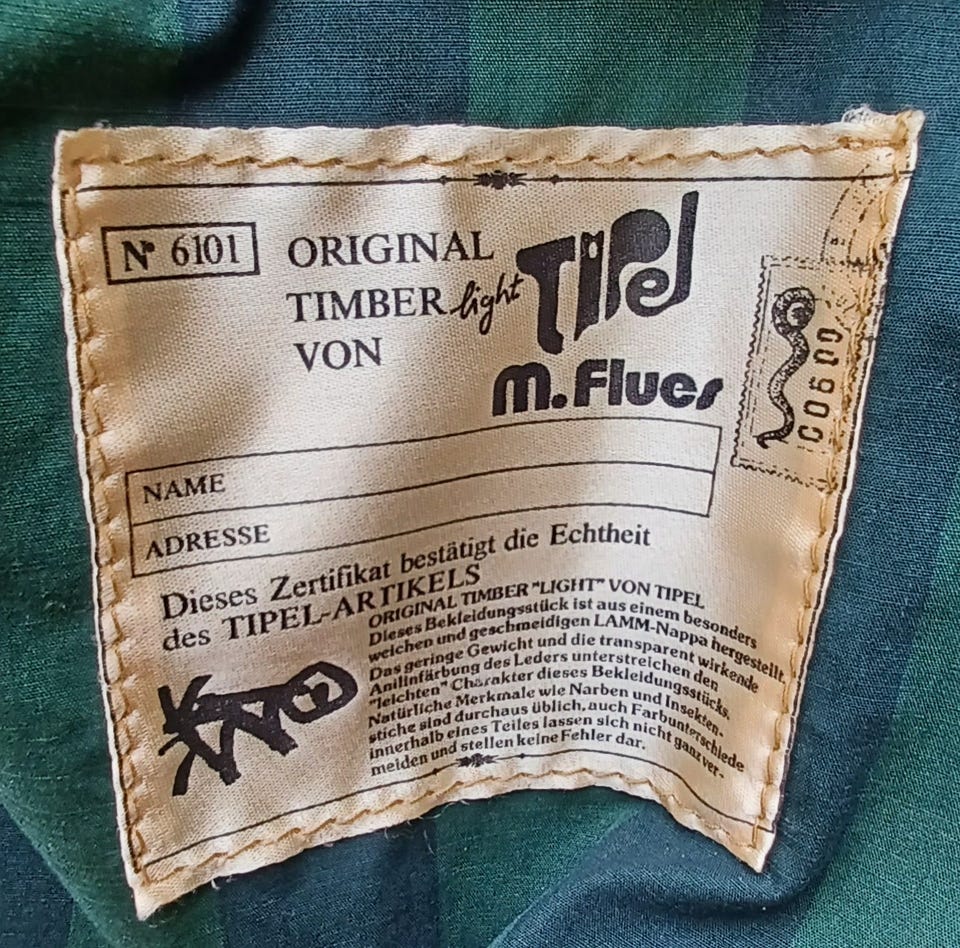 Nº 6101
ORIGINAL
TIMBER light
VON
TIPEL
M. Flues
00600
NAME
ADRESSE
Dieses Zertifikat bestätigt die Echtheit
des TIPEL-ARTIKELS
ORIGINAL TIMBER "LIGHT" VON TIPEL
Dieses Bekleidungsstück ist aus einem besonders
weichen und geschmeidigen LAMM-Nappa hergestellt.
Das geringe Gewicht und die transparent wirkende
Anilinfärbung des Leders unterstreichen den
"leichten" Charakter dieses Bekleidungsstücks.
Natürliche Merkmale wie Narben und Insekten-
stiche sind durchaus üblich, auch Farbunterschiede
innerhalb eines Teiles lassen sich nicht ganz ver-
meiden und stellen keine Fehler dar.